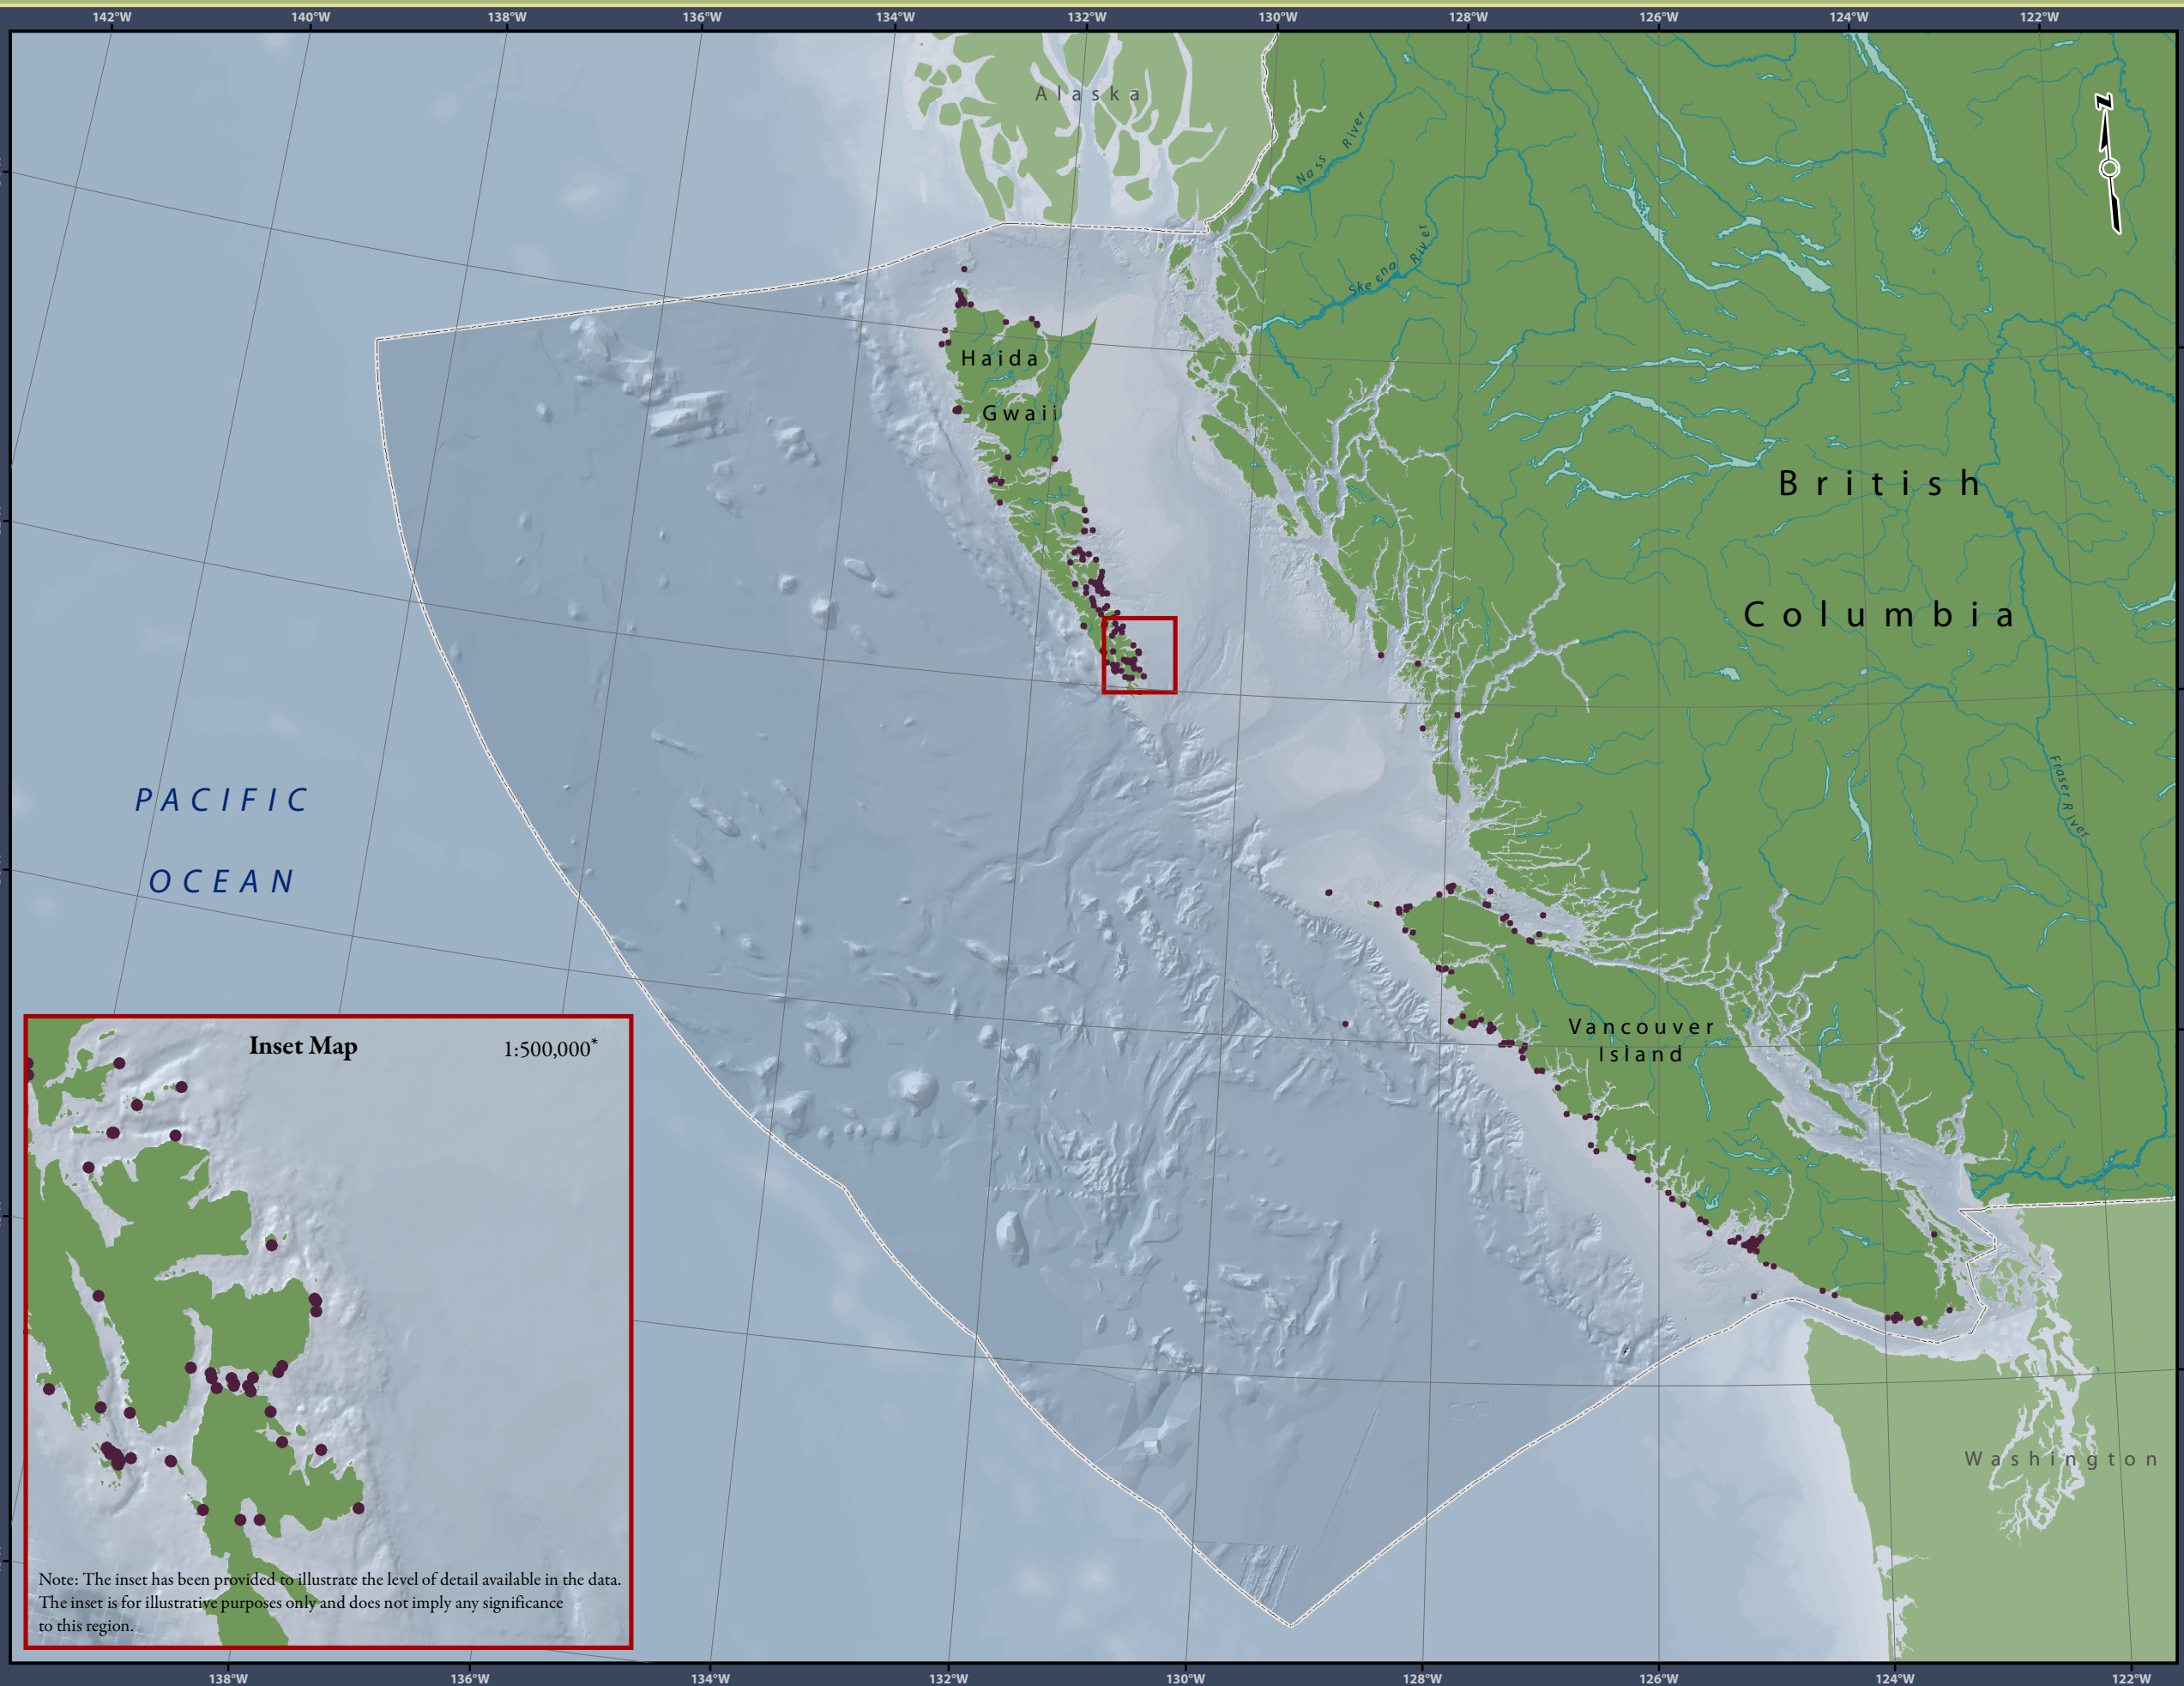 142°W 140°W 138°W 136°W 134°W 132°W 130°W 128°W 126°W 124°W 122°W
Alaska
N
Nass River
Skeena River
Haida
Gwaii
British
Columbia
PACIFIC
OCEAN
Fraser River
Vancouver
Island
Inset Map 1:500,000*
Washington
Note: The inset has been provided to illustrate the level of detail available in the data.
The inset is for illustrative purposes only and does not imply any significance
to this region.
138°W 136°W 134°W 132°W 130°W 128°W 126°W 124°W 122°W